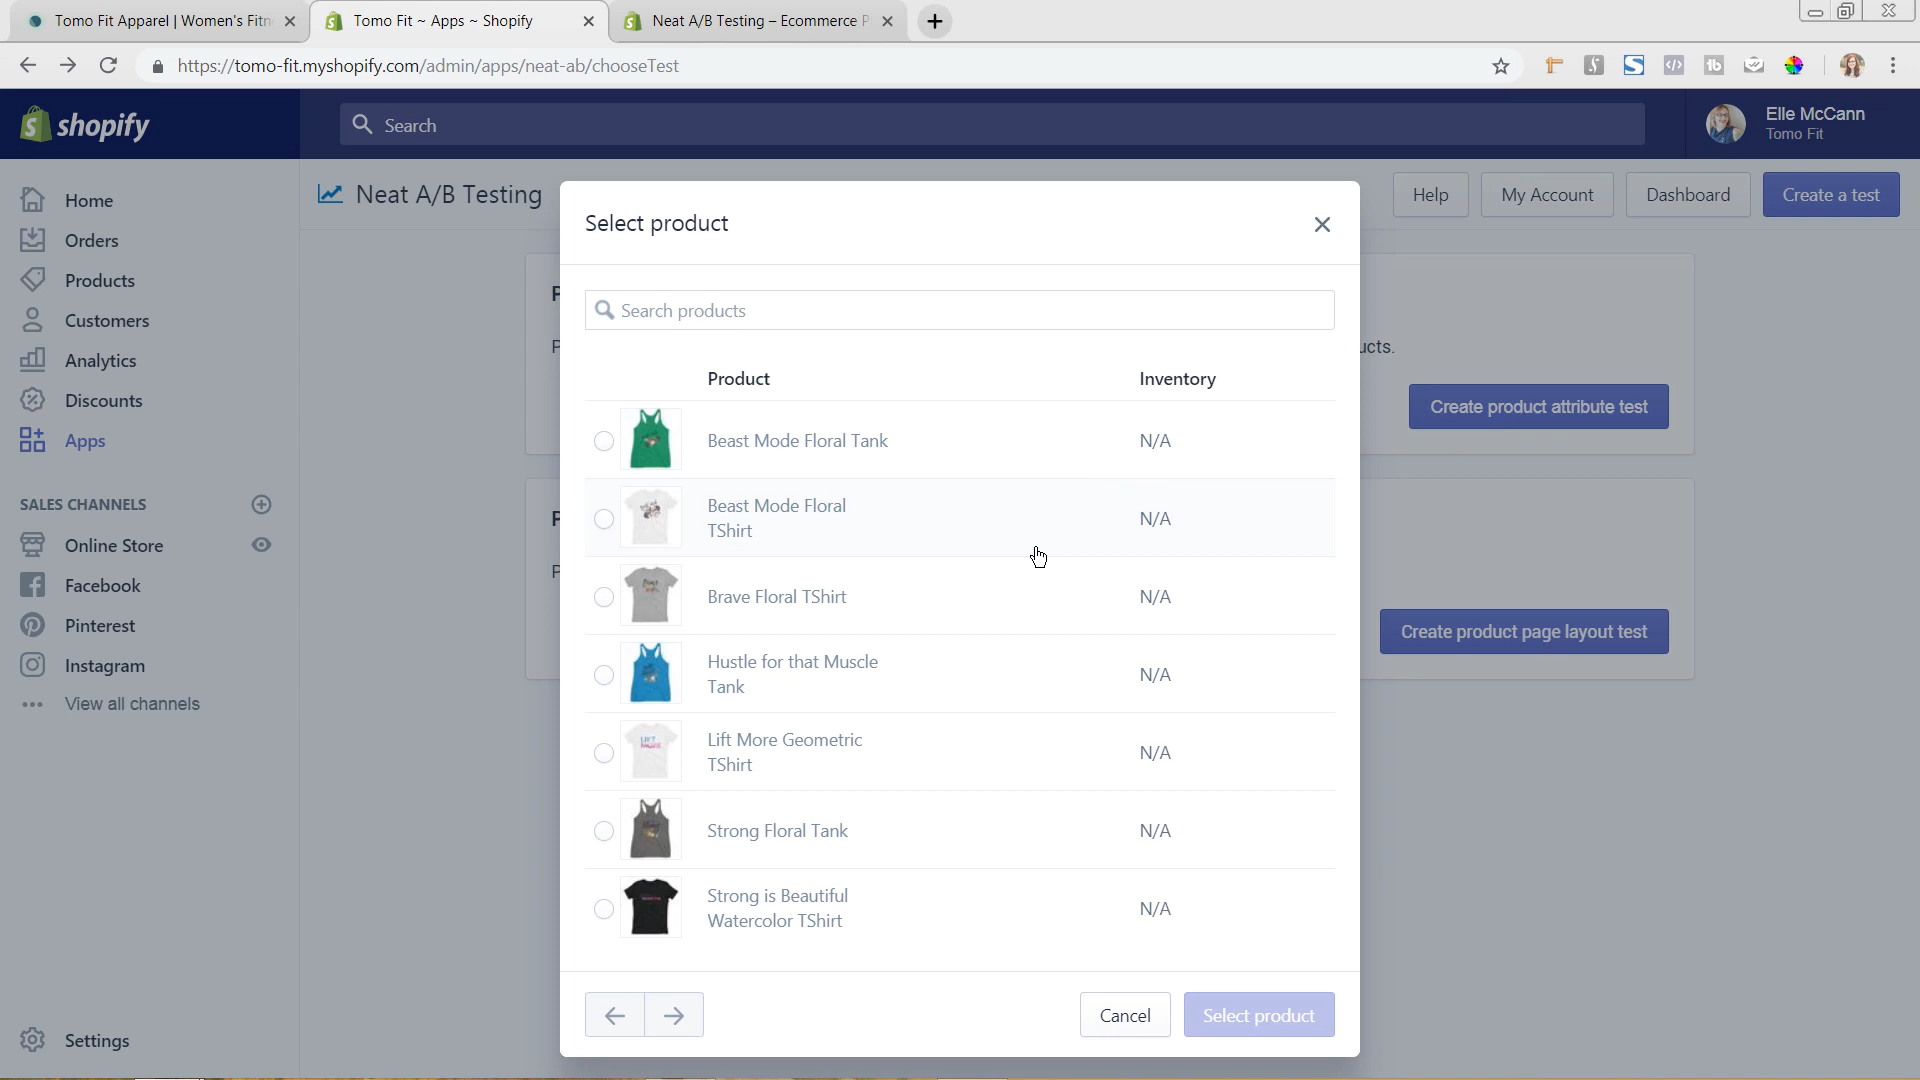 Tomo Fit Apparel | Women's Fitn
Tomo Fit ~ Apps ~ Shopify
Neat A/B Testing – Ecommerce P
https://tomo-fit.myshopify.com/admin/apps/neat-ab/chooseTest
shopify
Search
Elle McCann
Tomo Fit
Home
Orders
Products
Customers
Analytics
Discounts
Apps
SALES CHANNELS
Online Store
Facebook
Pinterest
Instagram
View all channels
Settings
Neat A/B Testing
Help
My Account
Dashboard
Create a test
P
P
ucts.
Create product attribute test
P
P
Create product page layout test
Select product
Search products
Product Inventory
Beast Mode Floral Tank N/A
Beast Mode Floral
TShirt
N/A
Brave Floral TShirt N/A
Hustle for that Muscle
Tank
N/A
Lift More Geometric
TShirt
N/A
Strong Floral Tank N/A
Strong is Beautiful
Watercolor TShirt
N/A
Cancel
Select product